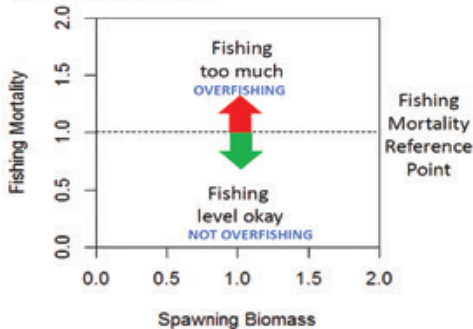 2.0
1.5
1.0
0.5
0.0
Fishing Mortality
Fishing
too much
OVERFISHING
Fishing
level okay
NOT OVERFISHING
Fishing
Mortality
Reference
Point
0.0 0.5 1.0 1.5 2.0
Spawning Biomass